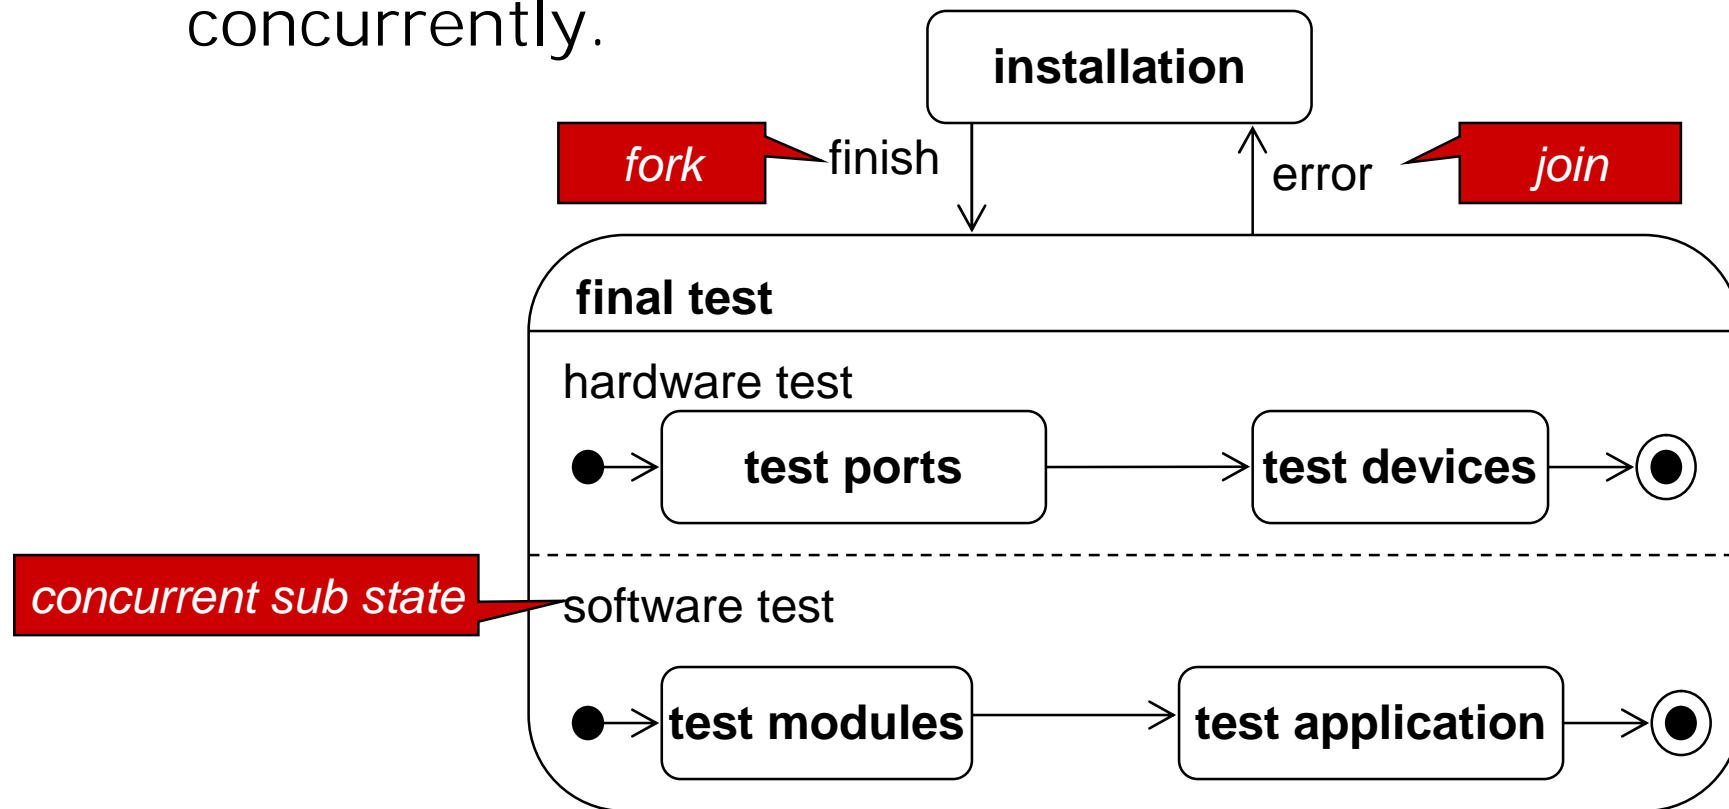 concurrently.
installation
fork
finish
error
join
final test
hardware test
test ports
test devices
concurrent sub state
software test
test modules
test application